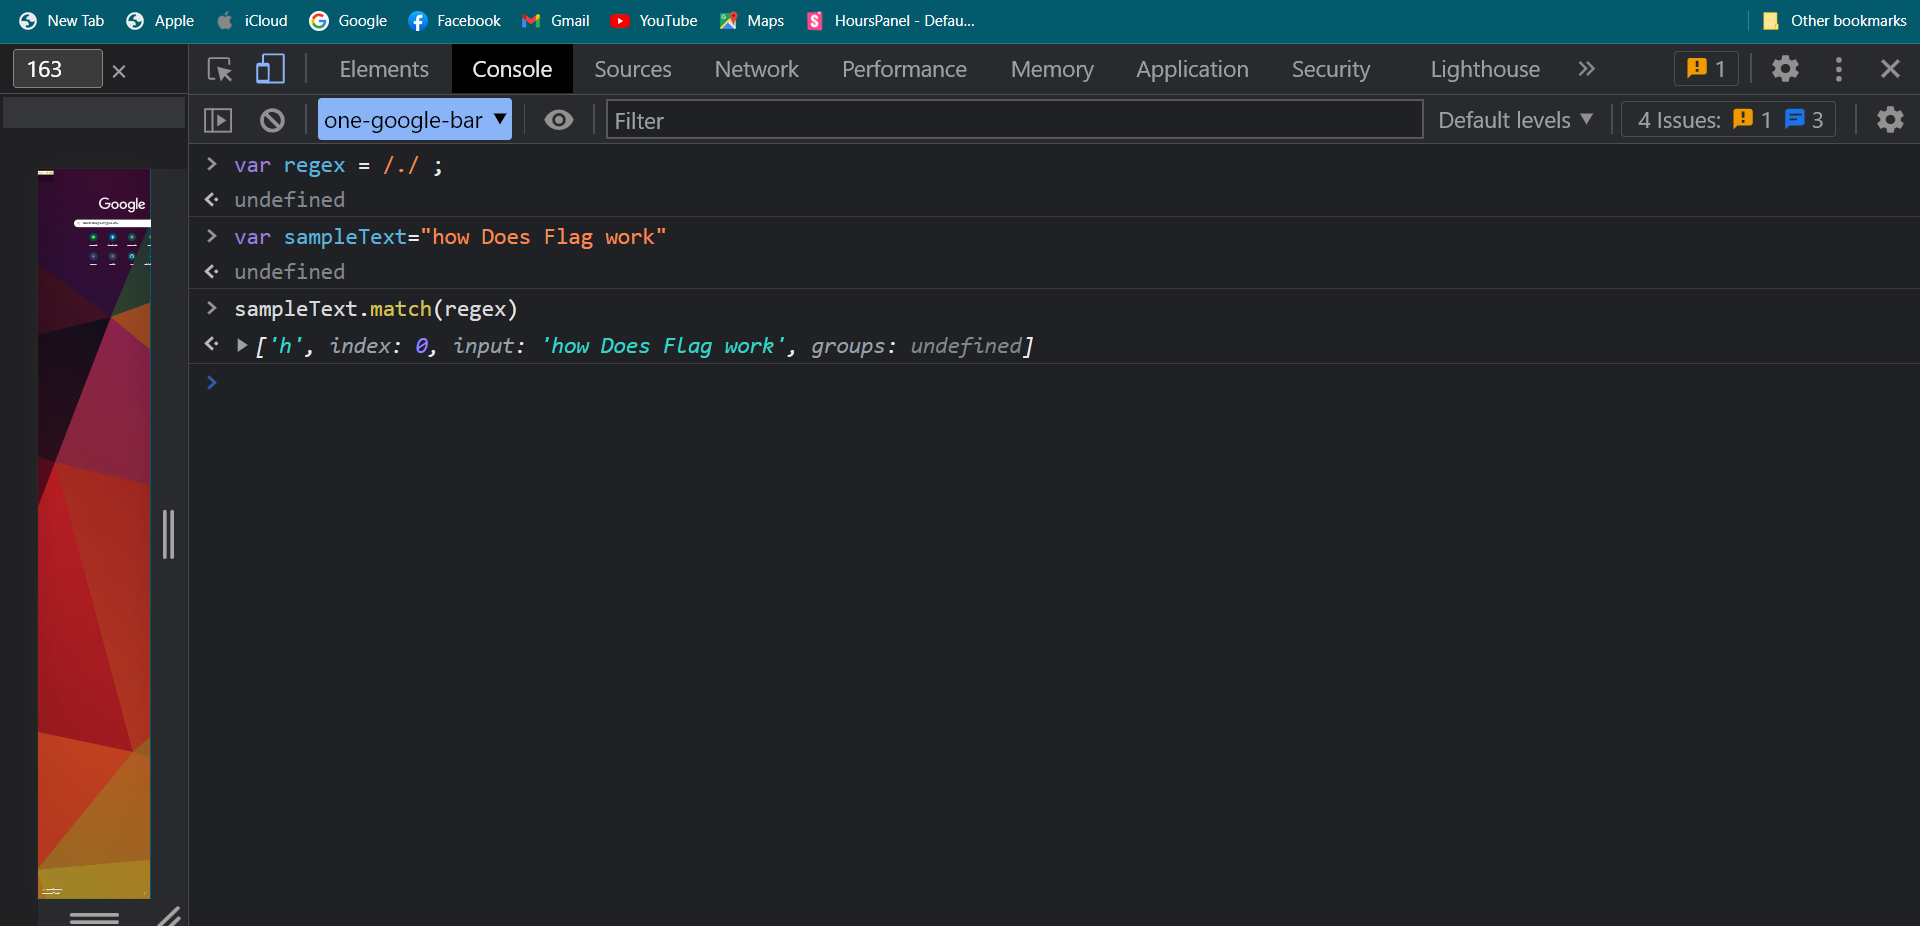 New Tab Apple iCloud Google Facebook Gmail YouTube Maps HoursPanel - Defau... Other bookmarks
163 × Elements Console Sources Network Performance Memory Application Security Lighthouse » 1
one-google-bar ▼ Filter Default levels ▼ 4 Issues: 1 3
> var regex = /./ ;
undefined
> var sampleText="how Does Flag work"
undefined
> sampleText.match(regex)
['h', index: 0, input: 'how Does Flag work', groups: undefined]
>
Google